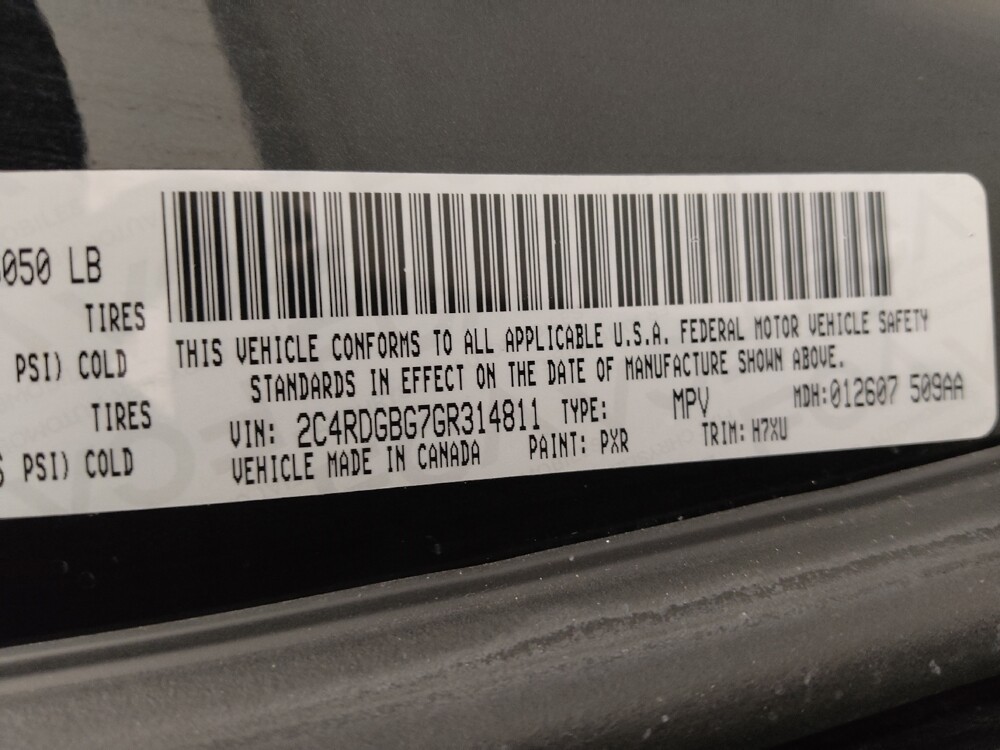 050 LB
TIRES
THIS VEHICLE CONFORMS TO ALL APPLICABLE U.S.A. FEDERAL MOTOR VEHICLE SAFETY
PSI) COLD
STANDARDS IN EFFECT ON THE DATE OF MANUFACTURE SHOWN ABOVE.
TIRES
VIN: 2C4RDGBG7GR314811 TYPE: MPV MDH:012607 509AA
PSI) COLD
VEHICLE MADE IN CANADA PAINT: PXR TRIM: H7XU